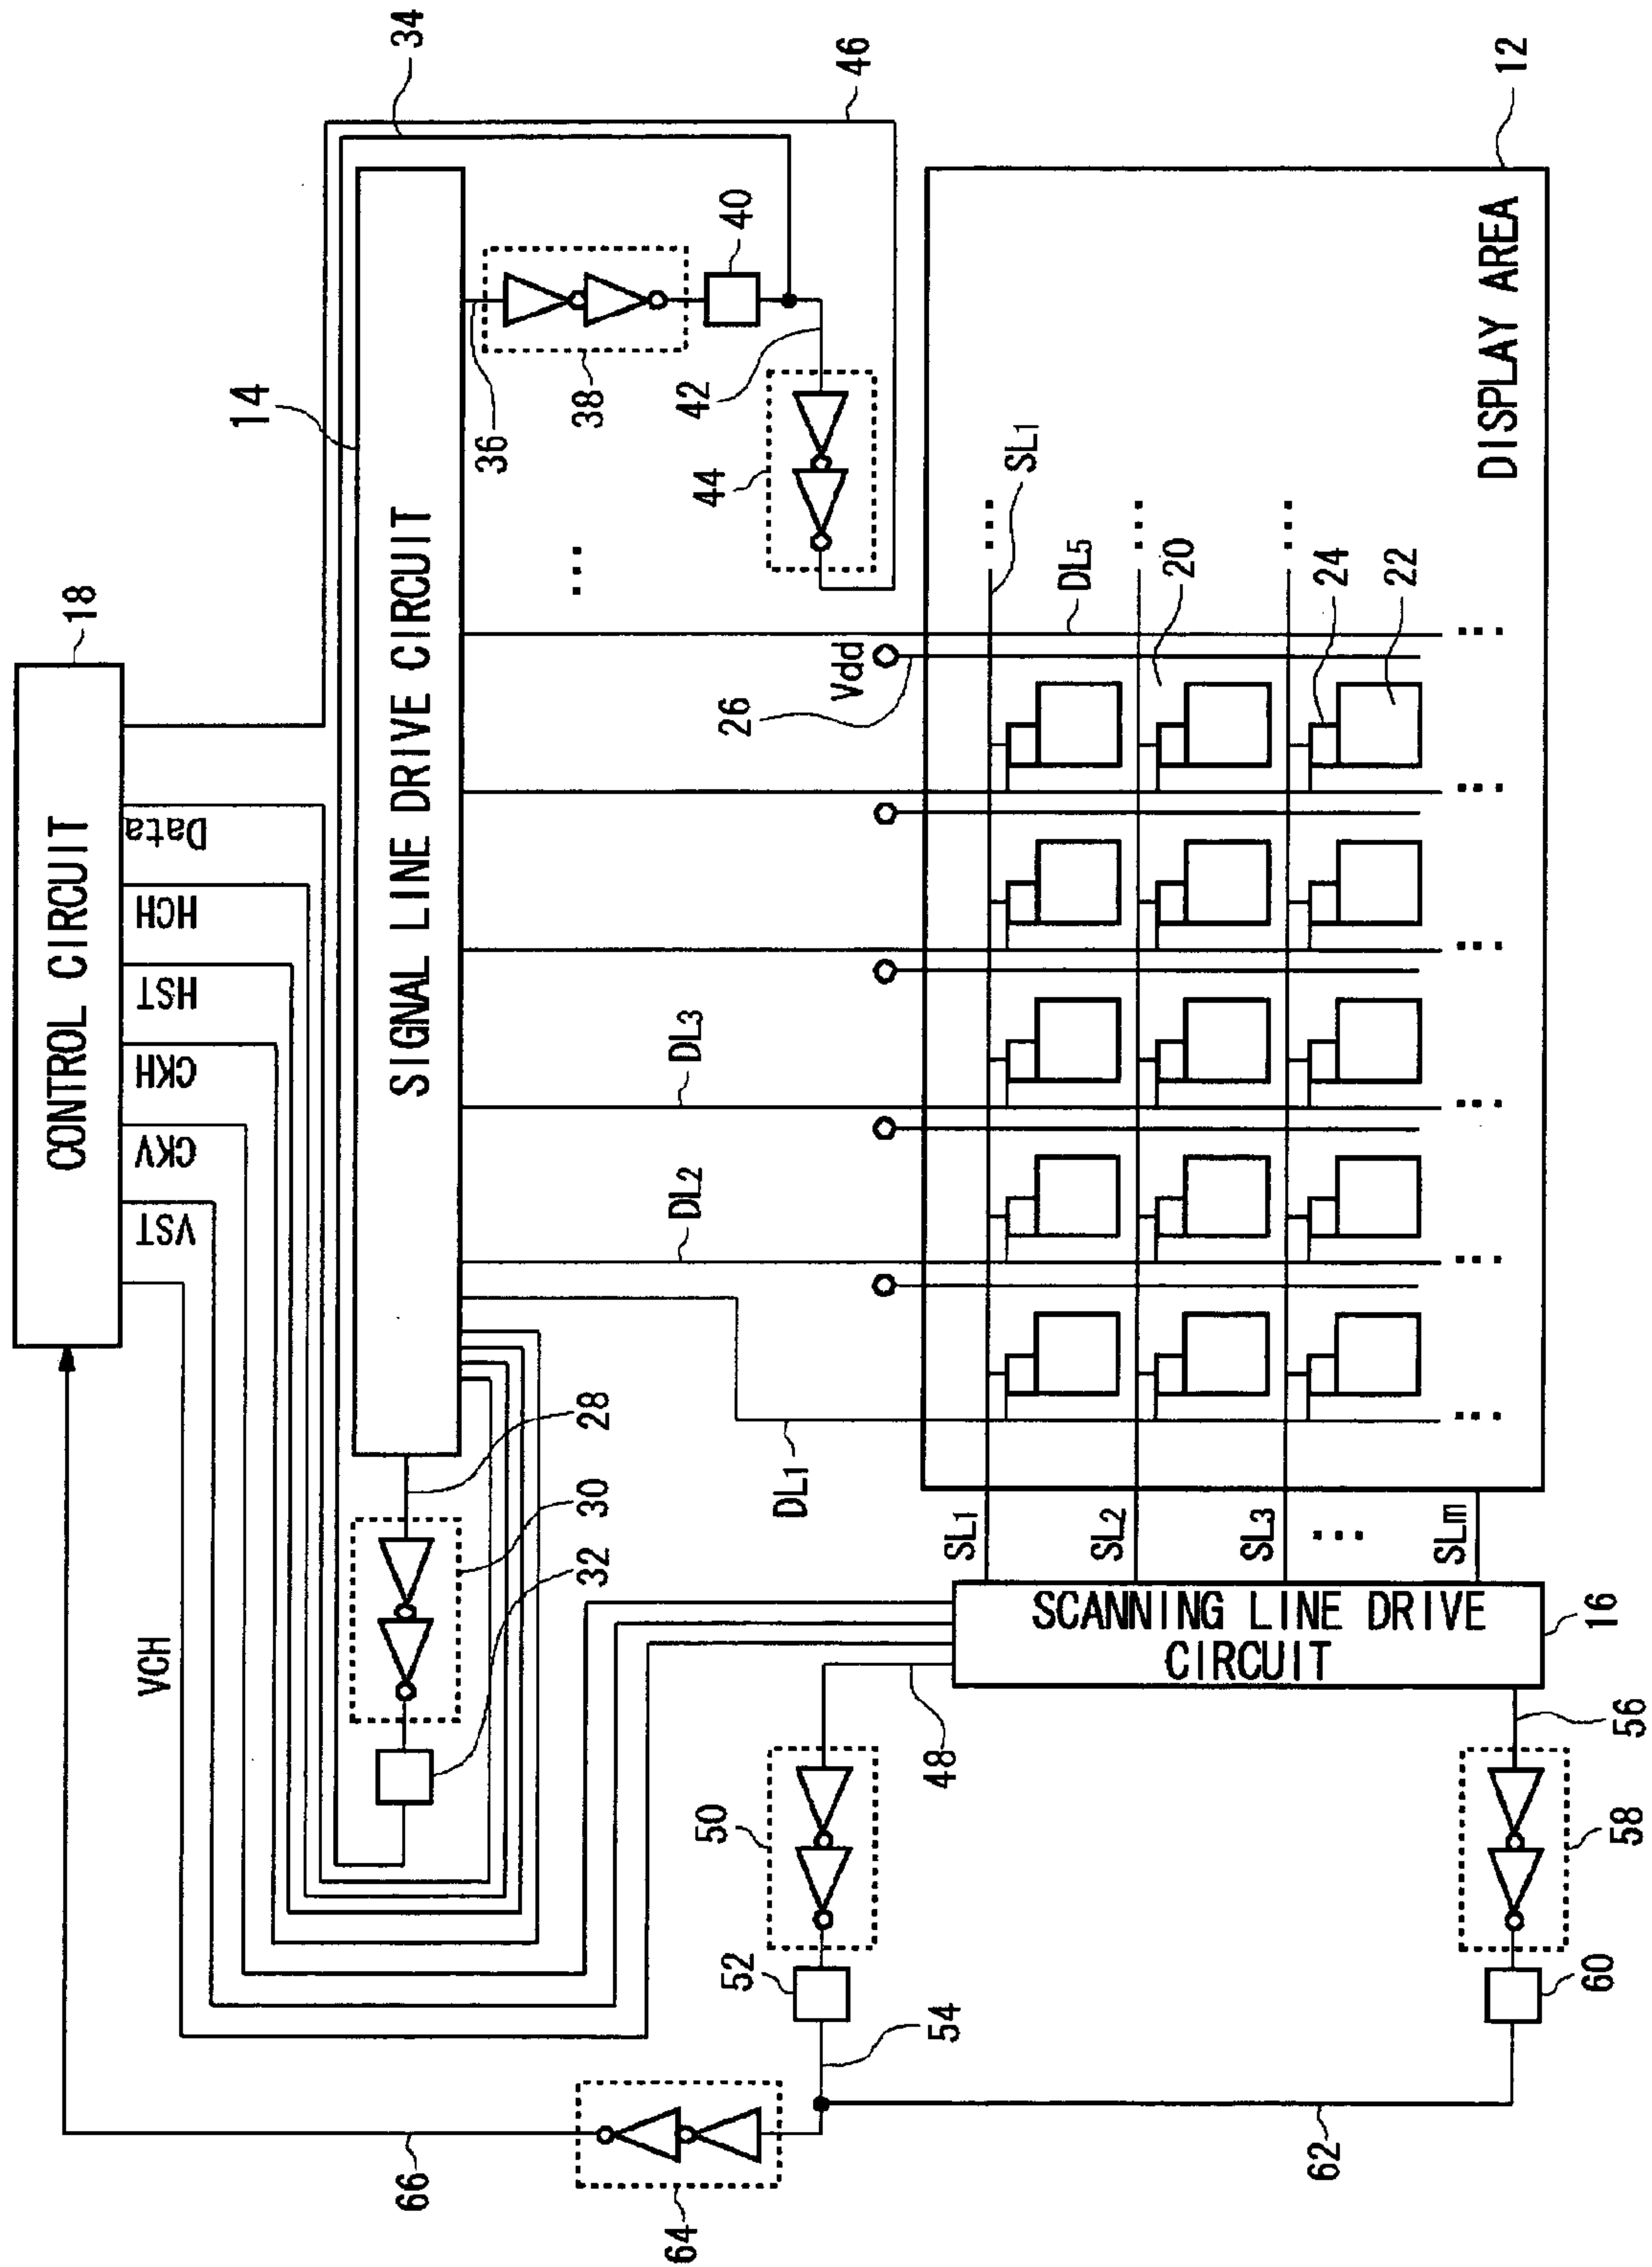 CONTROL CIRCUIT
18
VST
CKV
CKH
HST
HCH
Data
VCH
34
46
14
SIGNAL LINE DRIVE CIRCUIT
28
30
32
36
38
40
42
44
66
64
DL1
DL2
DL3
DL5
Vdd
26
SL1
20
24
22
DISPLAY AREA
12
SL1
SL2
SL3
SLm
SCANNING LINE DRIVE
CIRCUIT
16
48
50
52
54
56
58
60
62